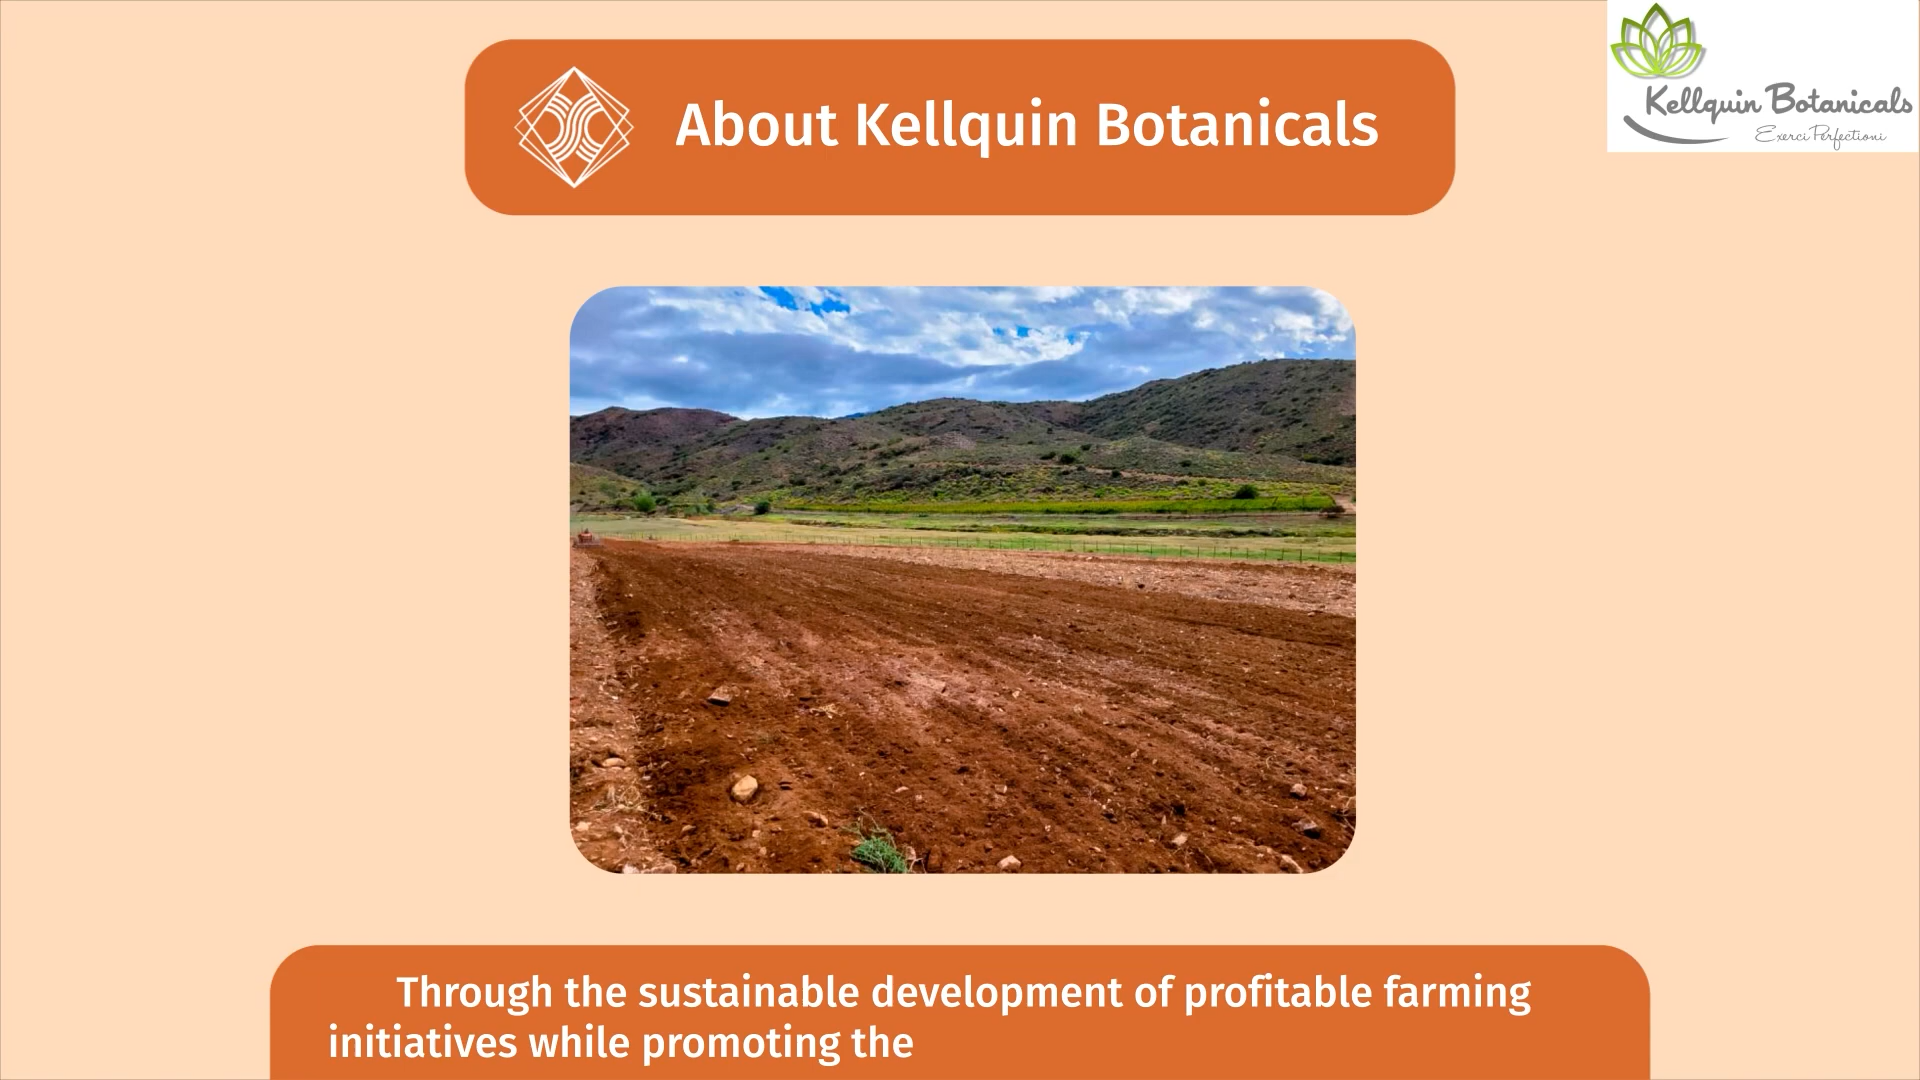 About Kellquin Botanicals
Kellquin Botanicals
Exerci Perfectioni
Through the sustainable development of profitable farming
initiatives while promoting the